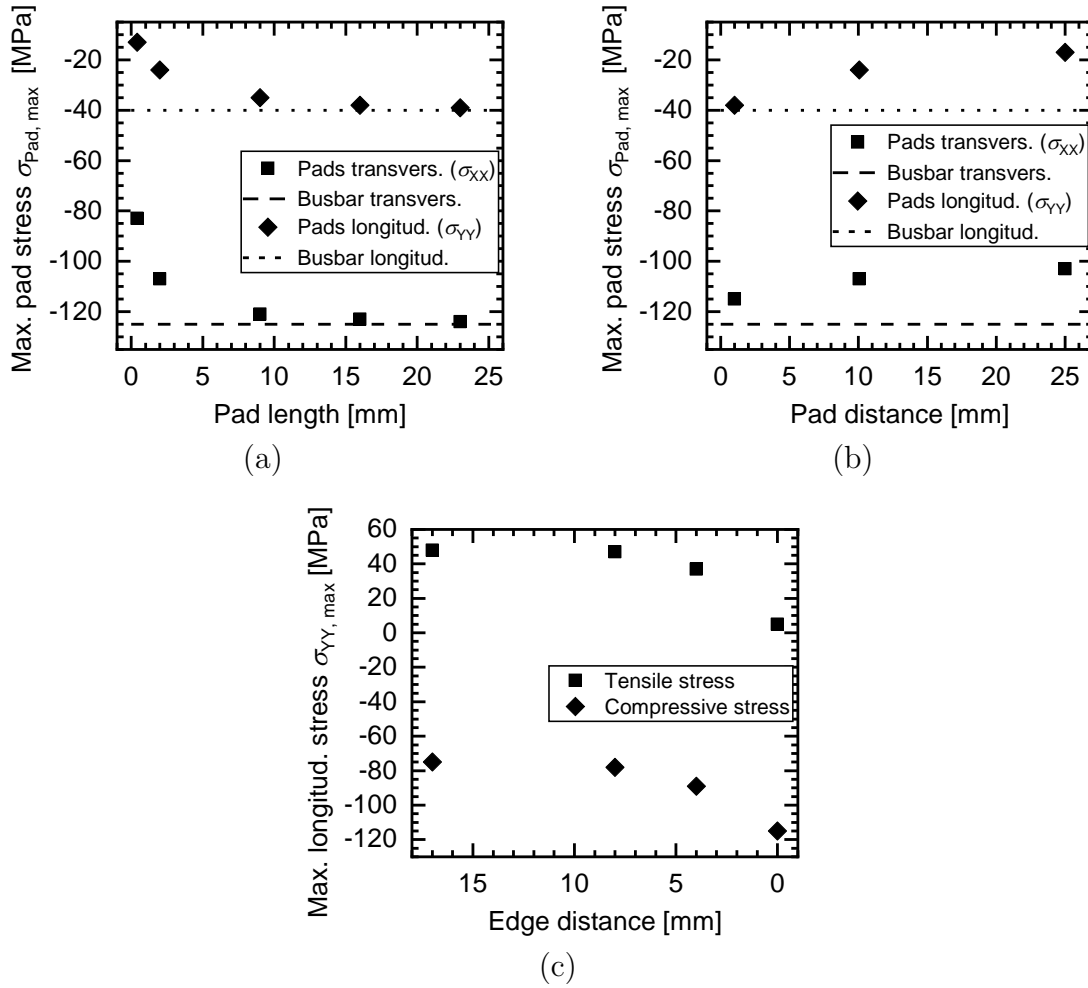 Max. pad stress σPad, max [MPa]
-20
-40
-60
-80
-100
-120
Pads transvers. (σXX)
Busbar transvers.
Pads longitud. (σYY)
Busbar longitud.
0 5 10 15 20 25
Pad length [mm]
(a)
Max. pad stress σPad, max [MPa]
-20
-40
-60
-80
-100
-120
Pads transvers. (σXX)
Busbar transvers.
Pads longitud. (σYY)
Busbar longitud.
0 5 10 15 20 25
Pad distance [mm]
(b)
Max. longitud. stress σYY, max [MPa]
60
40
20
0
-20
-40
-60
-80
-100
-120
Tensile stress
Compressive stress
15 10 5 0
Edge distance [mm]
(c)